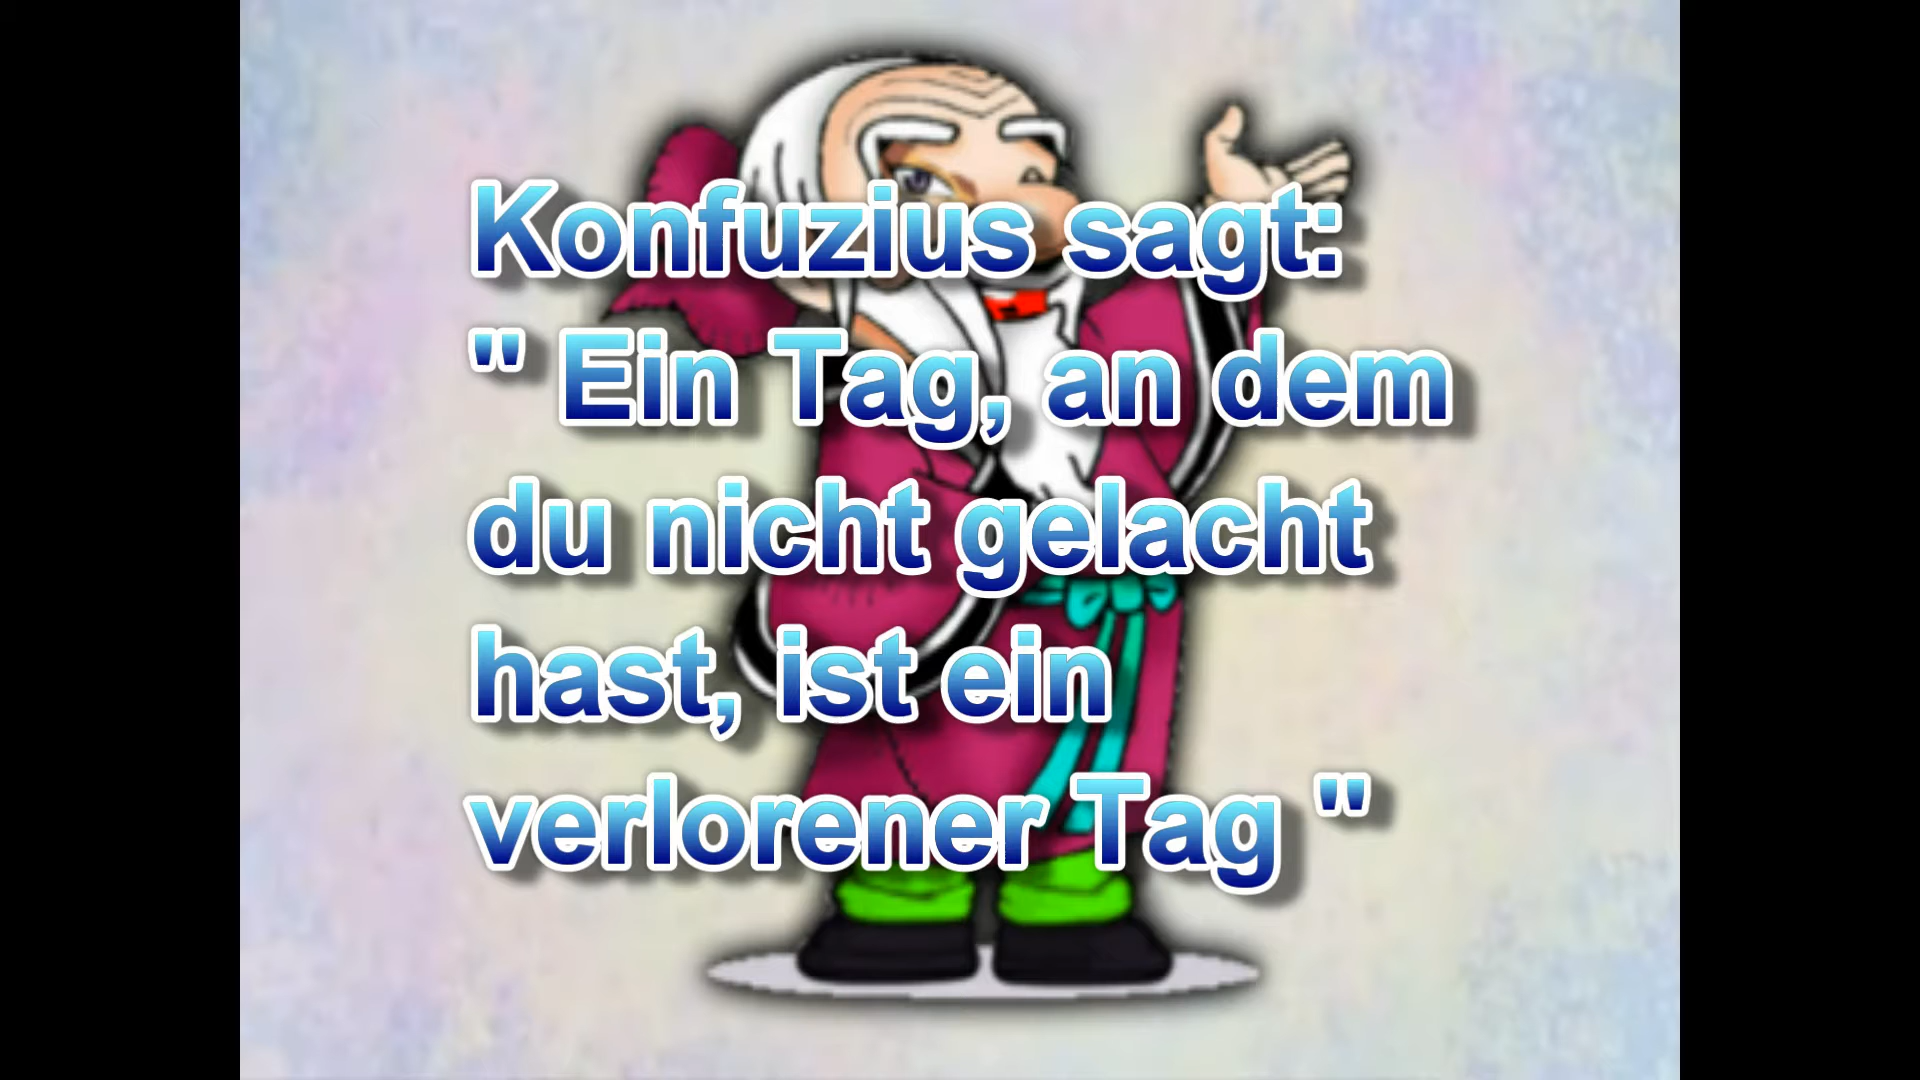 Konfuzius sagt:
" Ein Tag, an dem
du nicht gelacht
hast, ist ein
verlorener Tag "